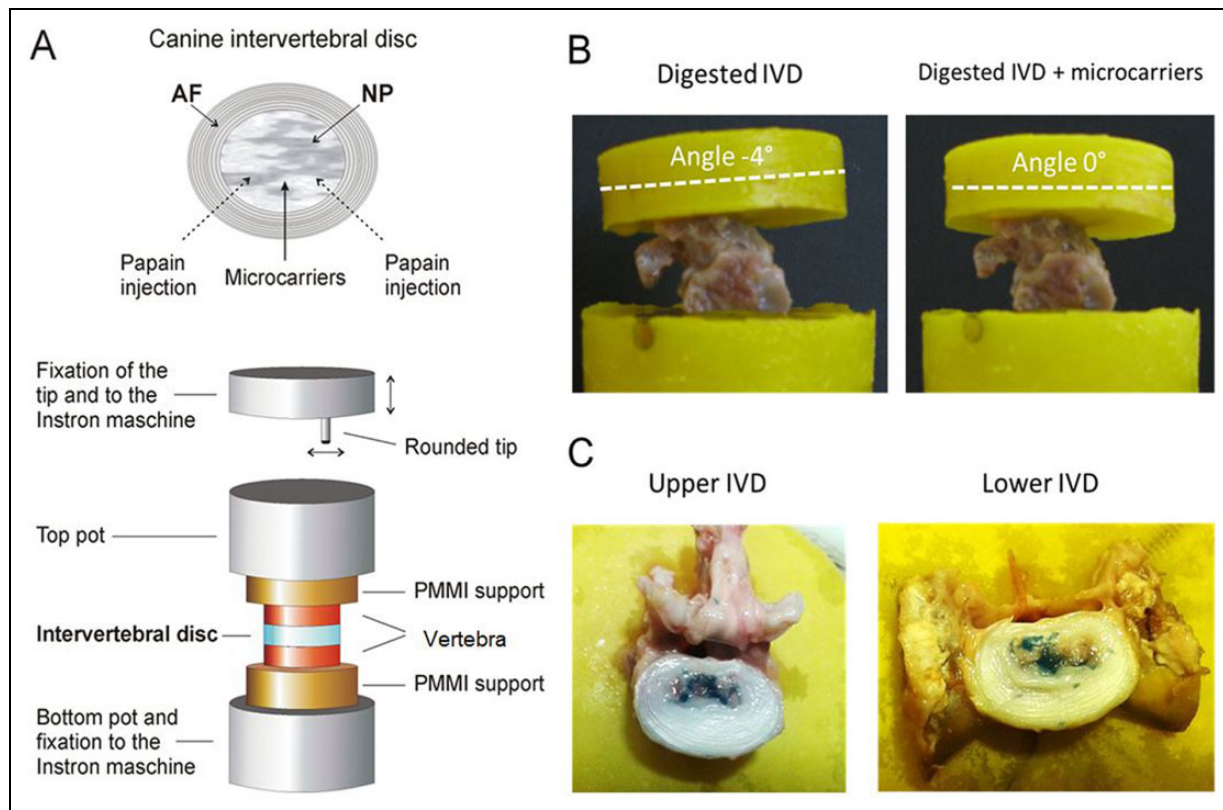 A
Canine intervertebral disc
AF
NP
Papain
injection
Microcarriers
Papain
injection
Fixation of the
tip and to the
Instron maschine
Rounded tip
Top pot
PMMI support
Intervertebral disc
Vertebra
PMMI support
Bottom pot and
fixation to the
Instron maschine
B
Digested IVD
Digested IVD + microcarriers
Angle -4°
Angle 0°
C
Upper IVD
Lower IVD